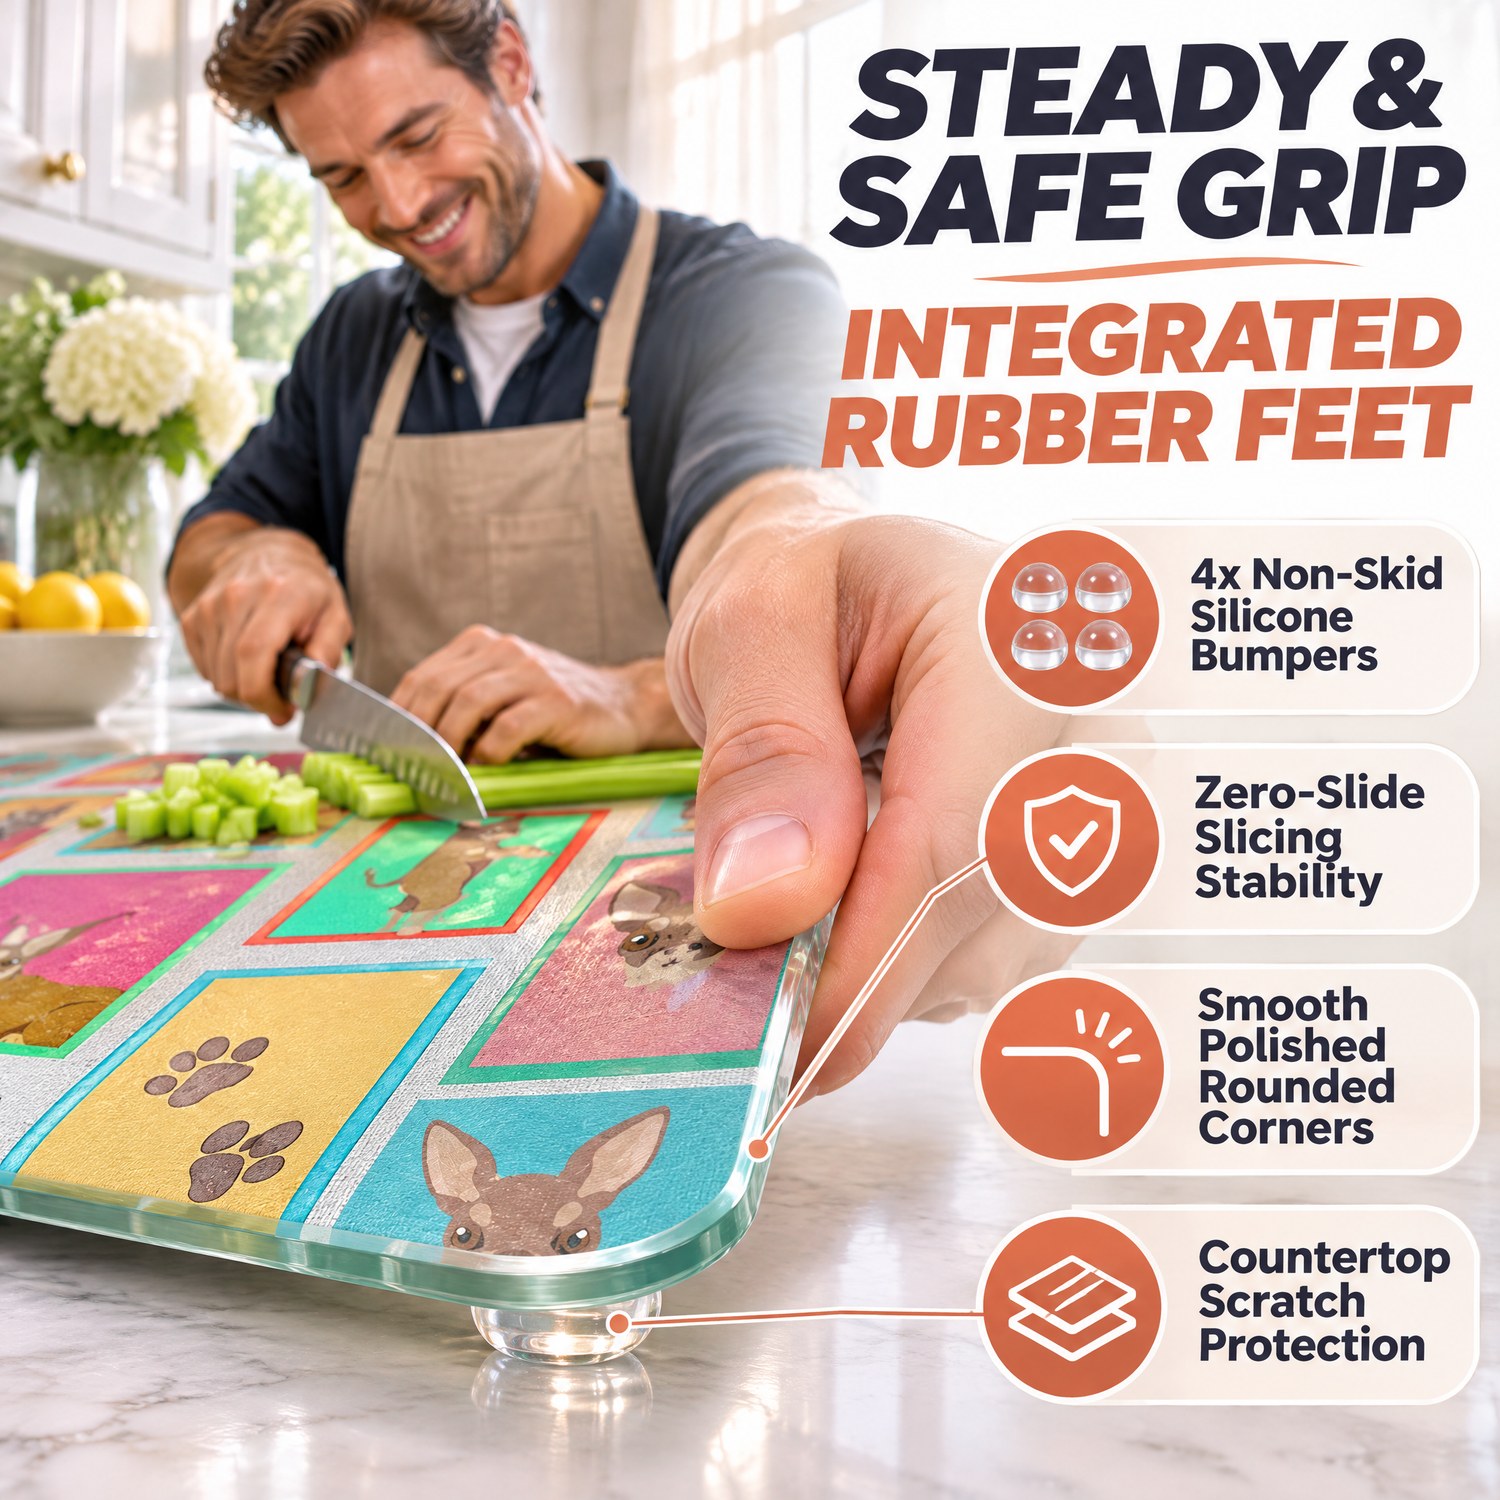 STEADY &
SAFE GRIP
INTEGRATED
RUBBER FEET
4x Non-Skid
Silicone
Bumpers
Zero-Slide
Slicing
Stability
Smooth
Polished
Rounded
Corners
Countertop
Scratch
Protection